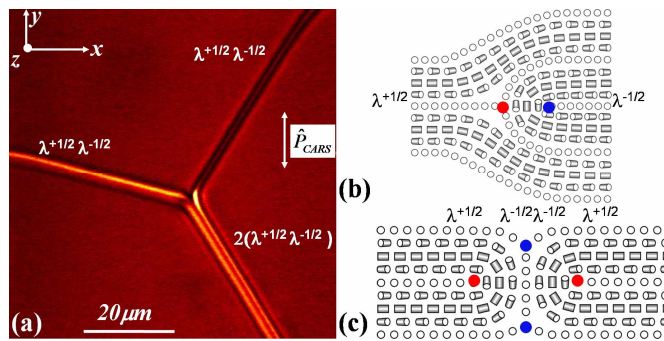 y
z
x
λ+1/2 λ-1/2
λ+1/2 λ-1/2
P̂CARS
2(λ+1/2 λ-1/2)
20μm
(a)
λ+1/2
λ-1/2
(b)
λ+1/2 λ-1/2 λ-1/2 λ+1/2
(c)